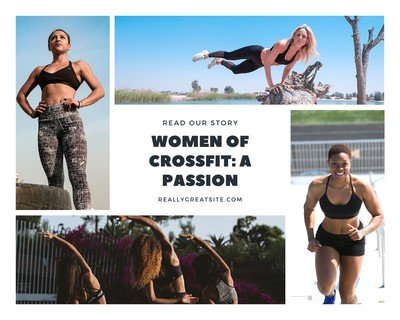 READ OUR STORY
WOMEN OF
CROSSFIT: A
PASSION
REALLYGREATSITE.COM